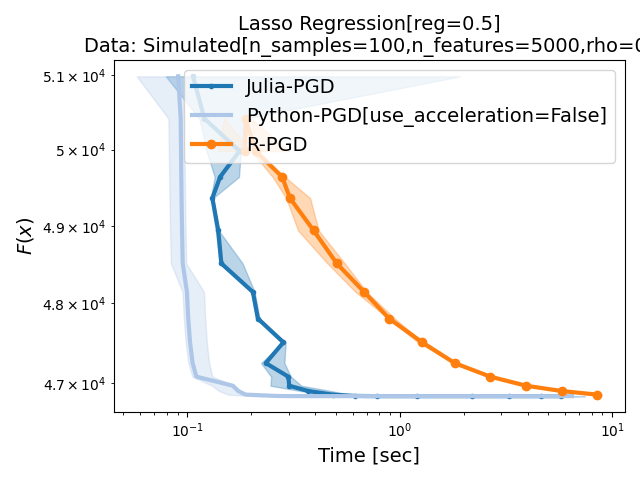 Lasso Regression[reg=0.5]
Data: Simulated[n_samples=100,n_features=5000,rho=0
5.1 × 10⁴
5 × 10⁴
4.9 × 10⁴
4.8 × 10⁴
4.7 × 10⁴
F(x)
Julia-PGD
Python-PGD[use_acceleration=False]
R-PGD
10⁻¹
10⁰
10¹
Time [sec]